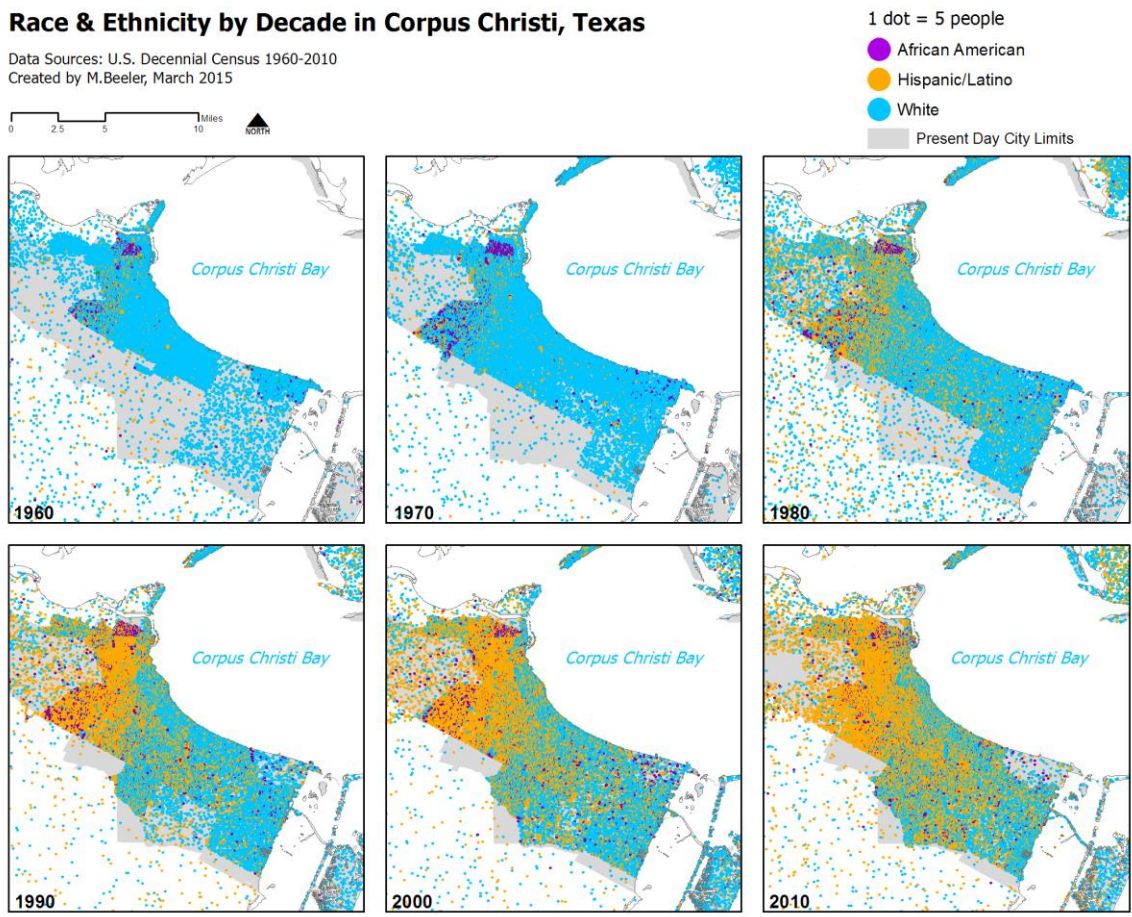 Race & Ethnicity by Decade in Corpus Christi, Texas
Data Sources: U.S. Decennial Census 1960-2010
Created by M.Beeler, March 2015
0 2.5 5 10 Miles
NORTH
1 dot = 5 people
African American
Hispanic/Latino
White
Present Day City Limits
Corpus Christi Bay
1960
Corpus Christi Bay
1970
Corpus Christi Bay
1980
Corpus Christi Bay
1990
Corpus Christi Bay
2000
Corpus Christi Bay
2010